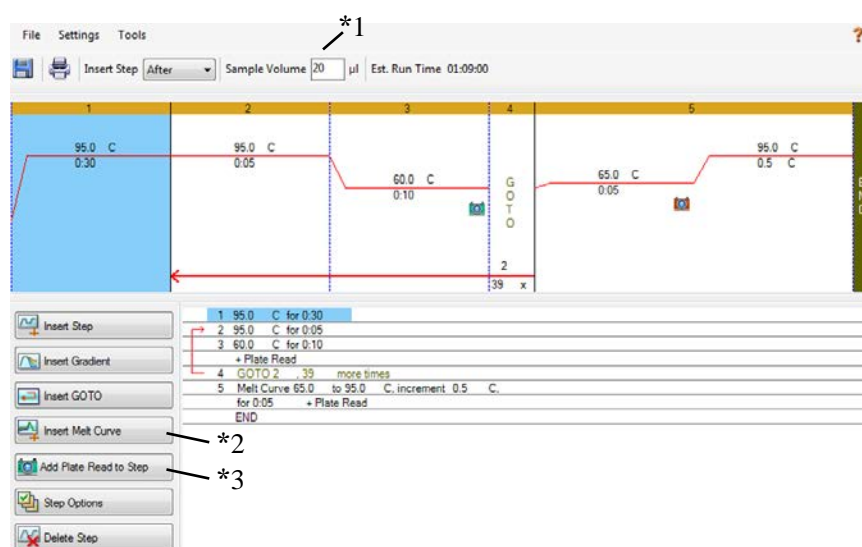 *1
File Settings Tools ?
Insert Step After Sample Volume 20 µl Est. Run Time 01:09:00
1 2 3 4 5
95.0 C 95.0 C 95.0 C
0:30 0:05 0.5 C
60.0 C 65.0 C
0:10 0:05
G
O
T
O
2
39 x
E
N
D
Insert Step
Insert Gradient
Insert GOTO
Insert Melt Curve
Add Plate Read to Step
Step Options
Delete Step
1 95.0 C for 0:30
2 95.0 C for 0:05
3 60.0 C for 0:10
+ Plate Read
4 GOTO 2 , 39 more times
5 Melt Curve 65.0 to 95.0 C, increment 0.5 C,
for 0:05 + Plate Read
END
*2
*3